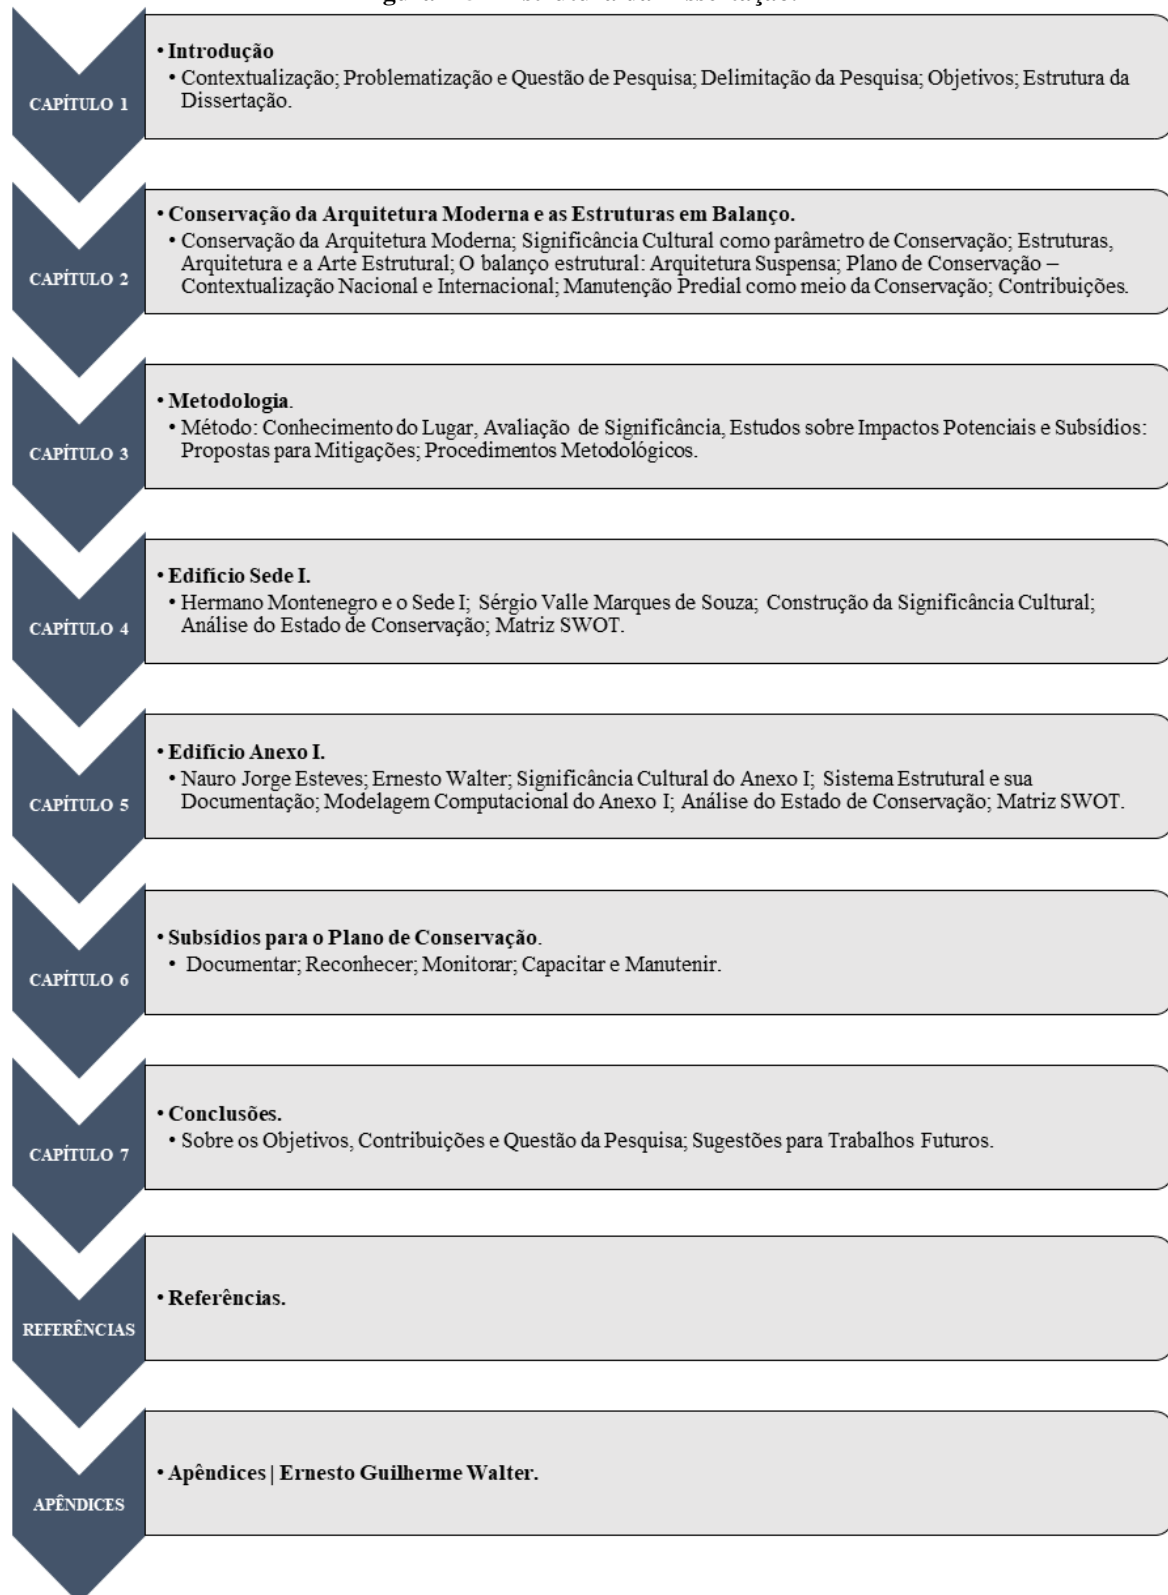 Estrutura da Dissertação.
• Introdução
• Contextualização; Problematização e Questão de Pesquisa; Delimitação da Pesquisa; Objetivos; Estrutura da
Dissertação.
CAPÍTULO 1
• Conservação da Arquitetura Moderna e as Estruturas em Balanço.
• Conservação da Arquitetura Moderna; Significância Cultural como parâmetro de Conservação; Estruturas,
Arquitetura e a Arte Estrutural; O balanço estrutural: Arquitetura Suspensa; Plano de Conservação –
Contextualização Nacional e Internacional; Manutenção Predial como meio da Conservação; Contribuições.
CAPÍTULO 2
• Metodologia.
• Método: Conhecimento do Lugar, Avaliação de Significância, Estudos sobre Impactos Potenciais e Subsídios:
Propostas para Mitigações; Procedimentos Metodológicos.
CAPÍTULO 3
• Edifício Sede I.
• Hermano Montenegro e o Sede I; Sérgio Valle Marques de Souza; Construção da Significância Cultural;
Análise do Estado de Conservação; Matriz SWOT.
CAPÍTULO 4
• Edifício Anexo I.
• Nauro Jorge Esteves; Ernesto Walter; Significância Cultural do Anexo I; Sistema Estrutural e sua
Documentação; Modelagem Computacional do Anexo I; Análise do Estado de Conservação; Matriz SWOT.
CAPÍTULO 5
• Subsídios para o Plano de Conservação.
• Documentar; Reconhecer; Monitorar; Capacitar e Manutenir.
CAPÍTULO 6
• Conclusões.
• Sobre os Objetivos, Contribuições e Questão da Pesquisa; Sugestões para Trabalhos Futuros.
CAPÍTULO 7
• Referências.
REFERÊNCIAS
• Apêndices | Ernesto Guilherme Walter.
APÊNDICES